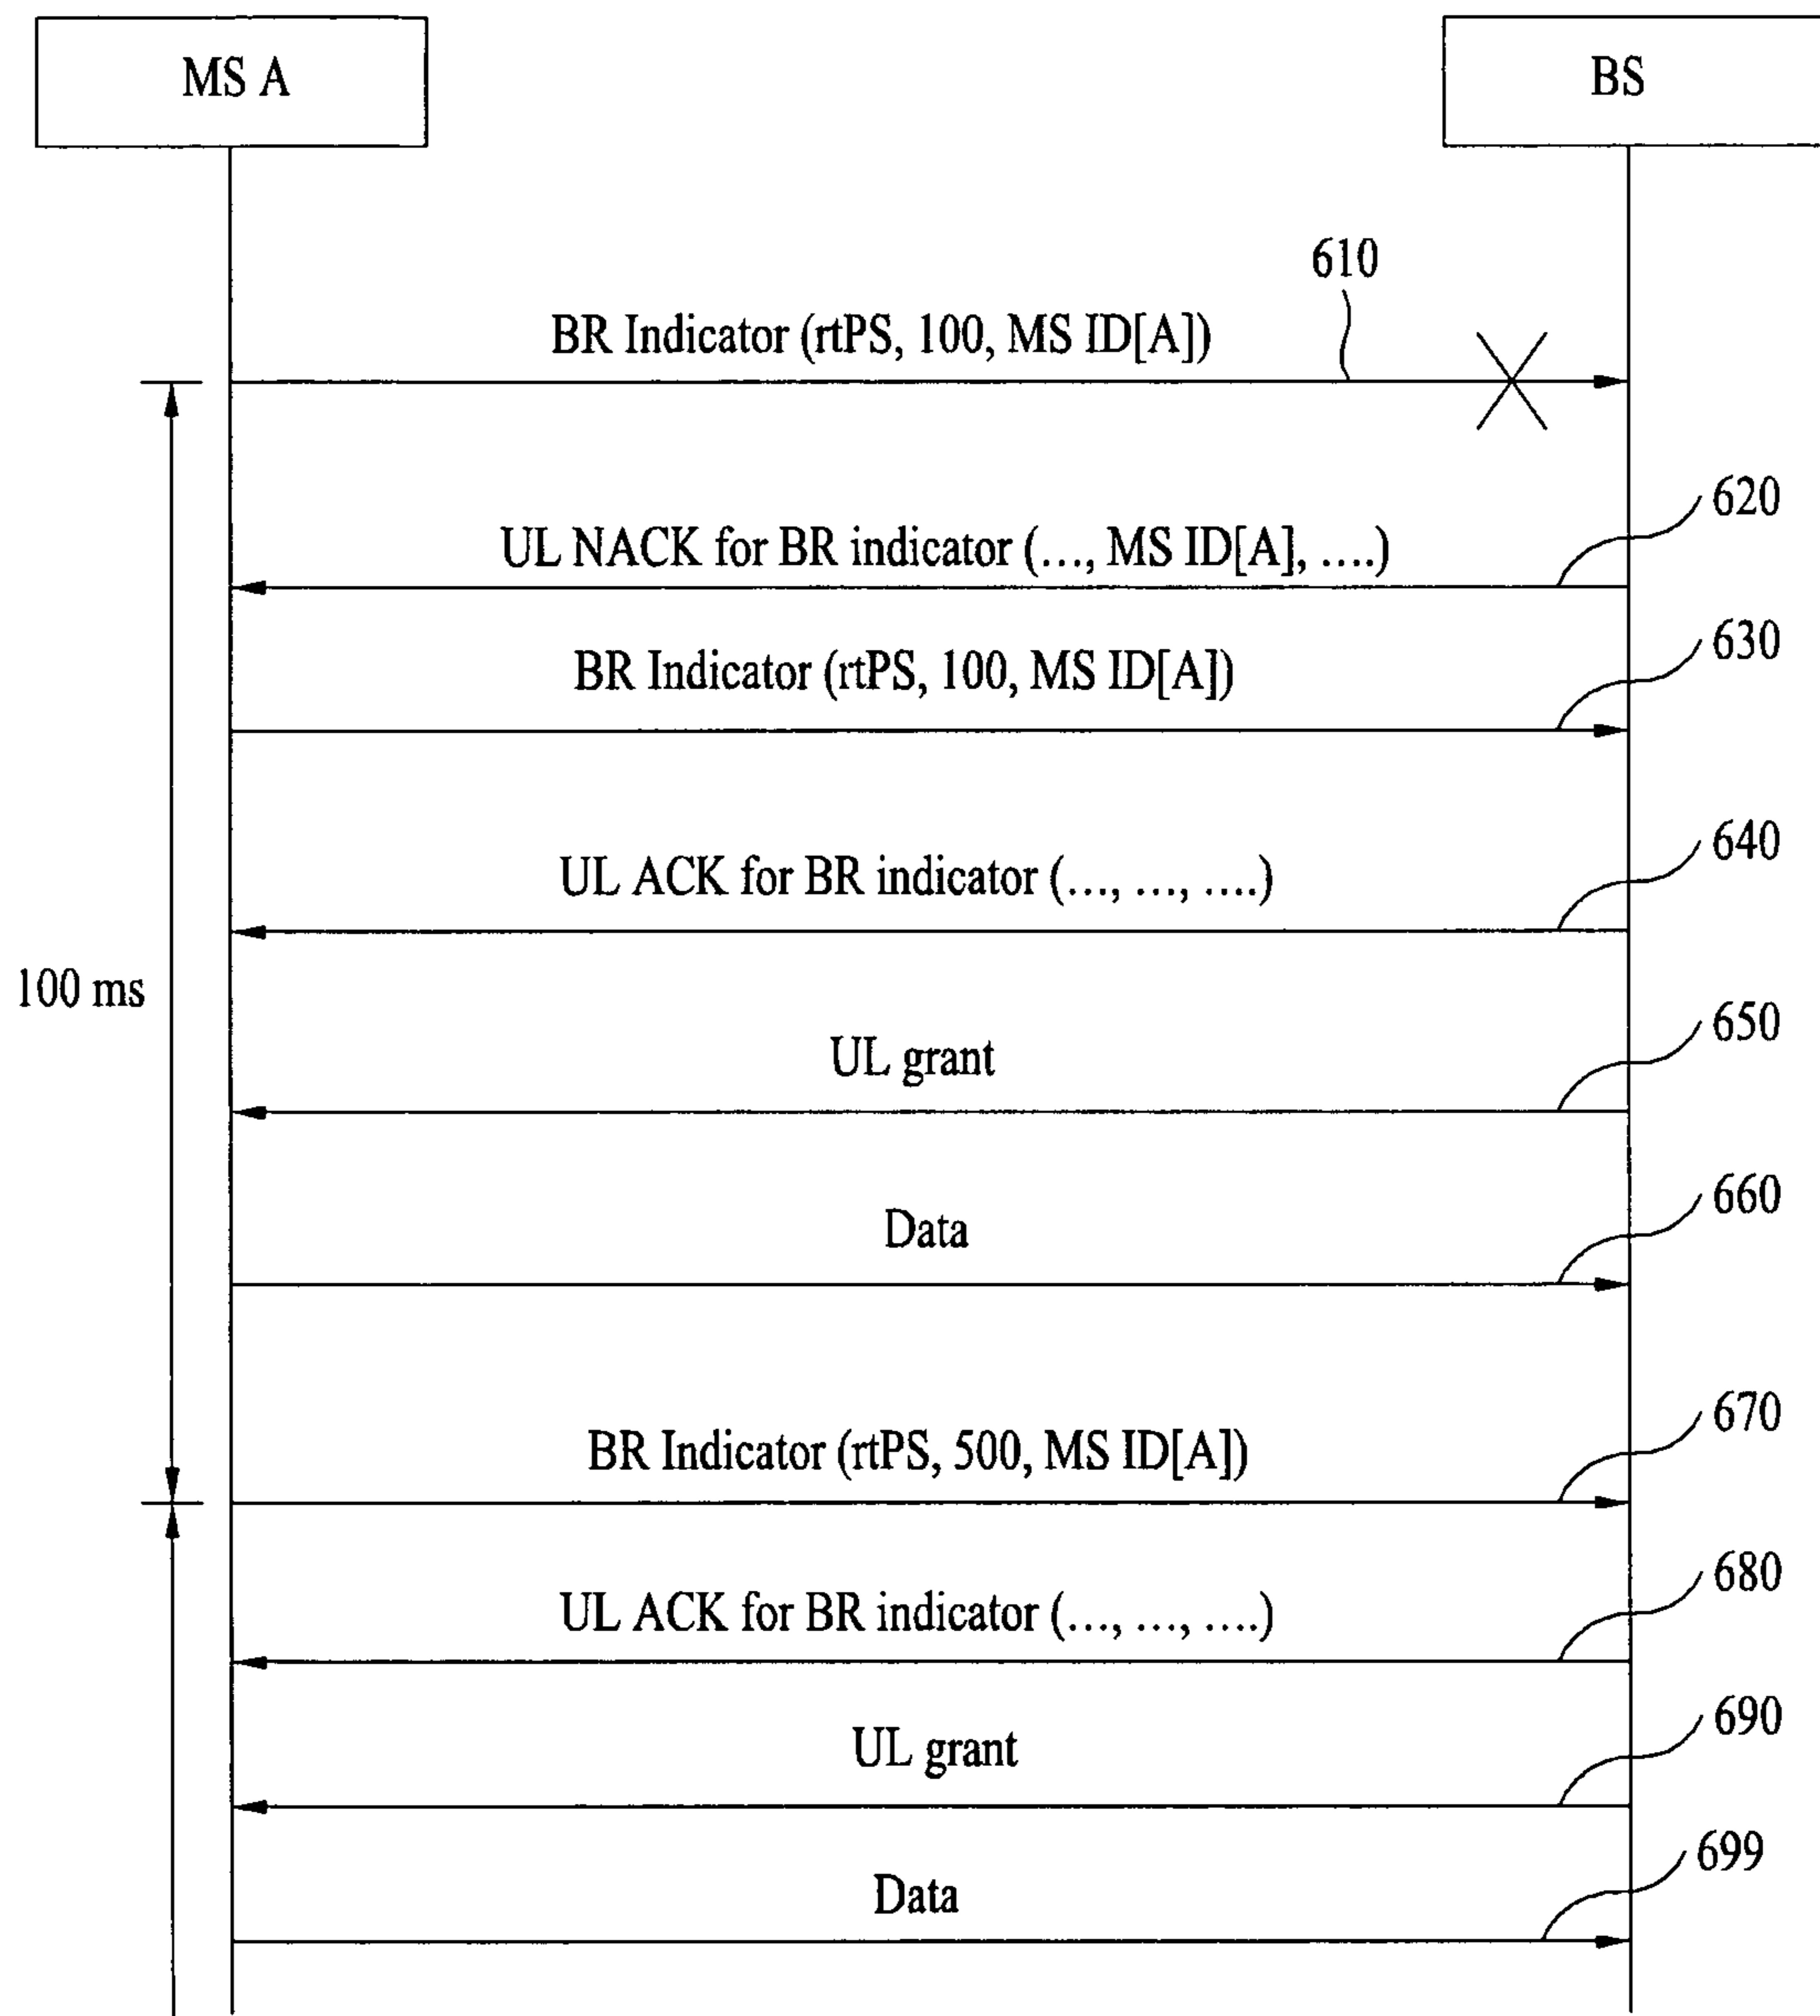 MS A
BS
610
BR Indicator (rtPS, 100, MS ID[A])
620
UL NACK for BR indicator (..., MS ID[A], ....)
630
BR Indicator (rtPS, 100, MS ID[A])
640
UL ACK for BR indicator (..., ..., ....)
100 ms
650
UL grant
660
Data
670
BR Indicator (rtPS, 500, MS ID[A])
680
UL ACK for BR indicator (..., ..., ....)
690
UL grant
699
Data